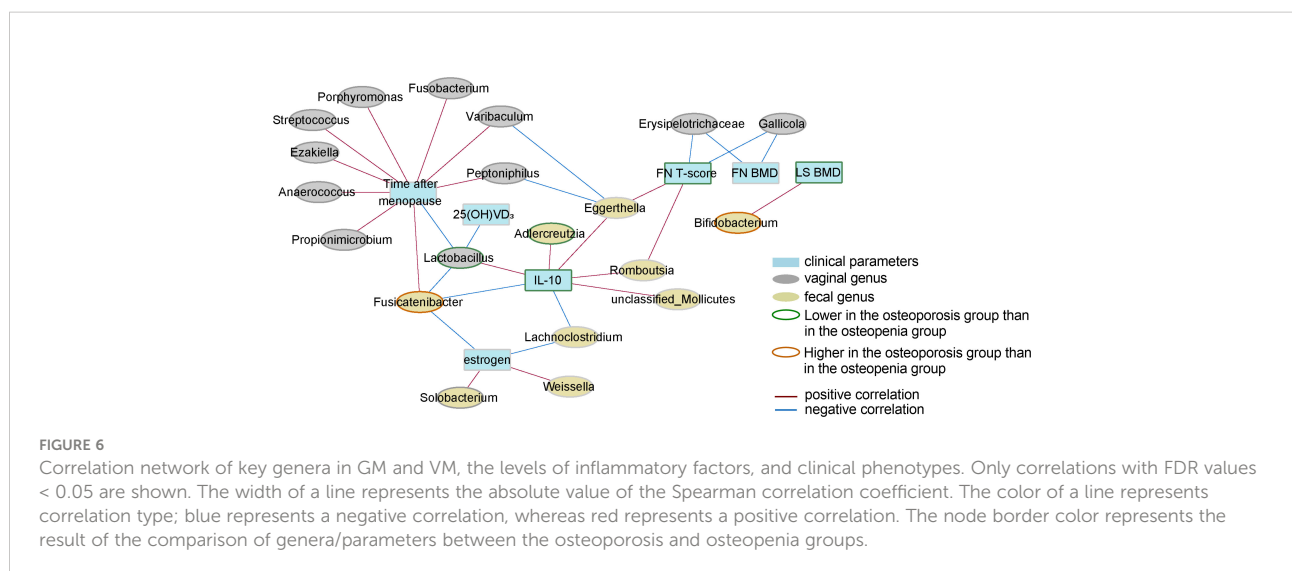 Fusobacterium
Porphyromonas
Streptococcus
Varibaculum
Erysipelotrichaceae
Gallicola
Ezakiella
Peptoniphilus
FN T-score
FN BMD
LS BMD
Anaerococcus
Time after
menopause
25(OH)VD₃
Eggerthella
Bifidobacterium
Propionimicrobium
Adlercreutzia
Lactobacillus
Romboutsia
IL-10
Fusicatenibacter
unclassified_Mollicutes
Lachnoclostridium
estrogen
Weissella
Solobacterium
clinical parameters
vaginal genus
fecal genus
Lower in the osteoporosis group than
in the osteopenia group
Higher in the osteoporosis group than
in the osteopenia group
positive correlation
negative correlation
FIGURE 6
Correlation network of key genera in GM and VM, the levels of inflammatory factors, and clinical phenotypes. Only correlations with FDR values
< 0.05 are shown. The width of a line represents the absolute value of the Spearman correlation coefficient. The color of a line represents
correlation type; blue represents a negative correlation, whereas red represents a positive correlation. The node border color represents the
result of the comparison of genera/parameters between the osteoporosis and osteopenia groups.